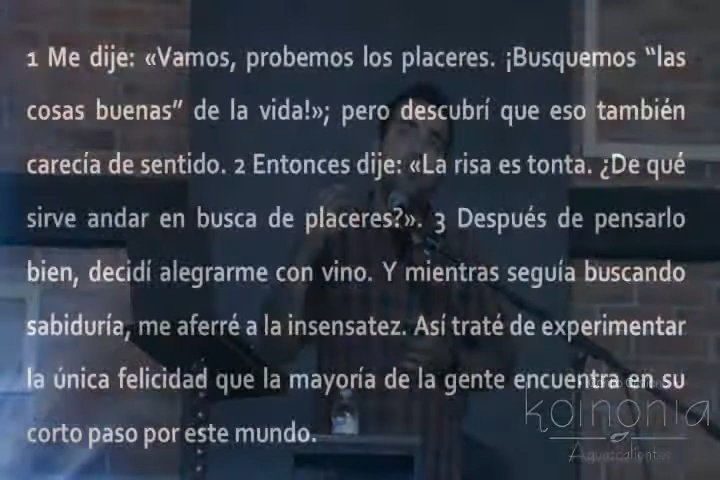 1 Me dije: «Vamos, probemos los placeres. ¡Busquemos “las
cosas buenas” de la vida!»; pero descubrí que eso también
carecía de sentido. 2 Entonces dije: «La risa es tonta. ¿De qué
sirve andar en busca de placeres?». 3 Después de pensarlo
bien, decidí alegrarme con vino. Y mientras seguía buscando
sabiduría, me aferré a la insensatez. Así traté de experimentar
la única felicidad que la mayoría de la gente encuentra en su
corto paso por este mundo.
koinonia
Aguascalientes